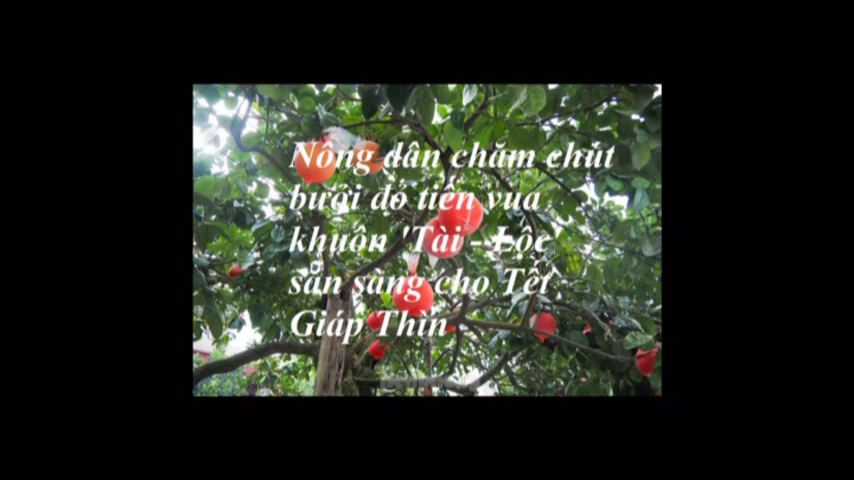 Nông dân chăm chút
bưởi đỏ tiến vua
khuôn 'Tài - Lộc
sẵn sàng cho Tết
Giáp Thìn